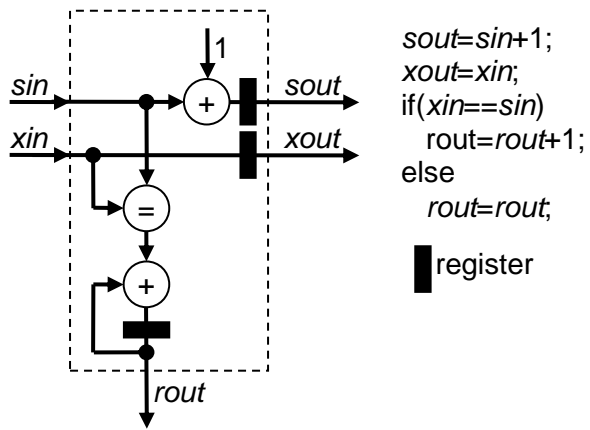 1
sin
+
sout
xin
xout
=
+
rout
sout=sin+1;
xout=xin;
if(xin==sin)
rout=rout+1;
else
rout=rout;
register